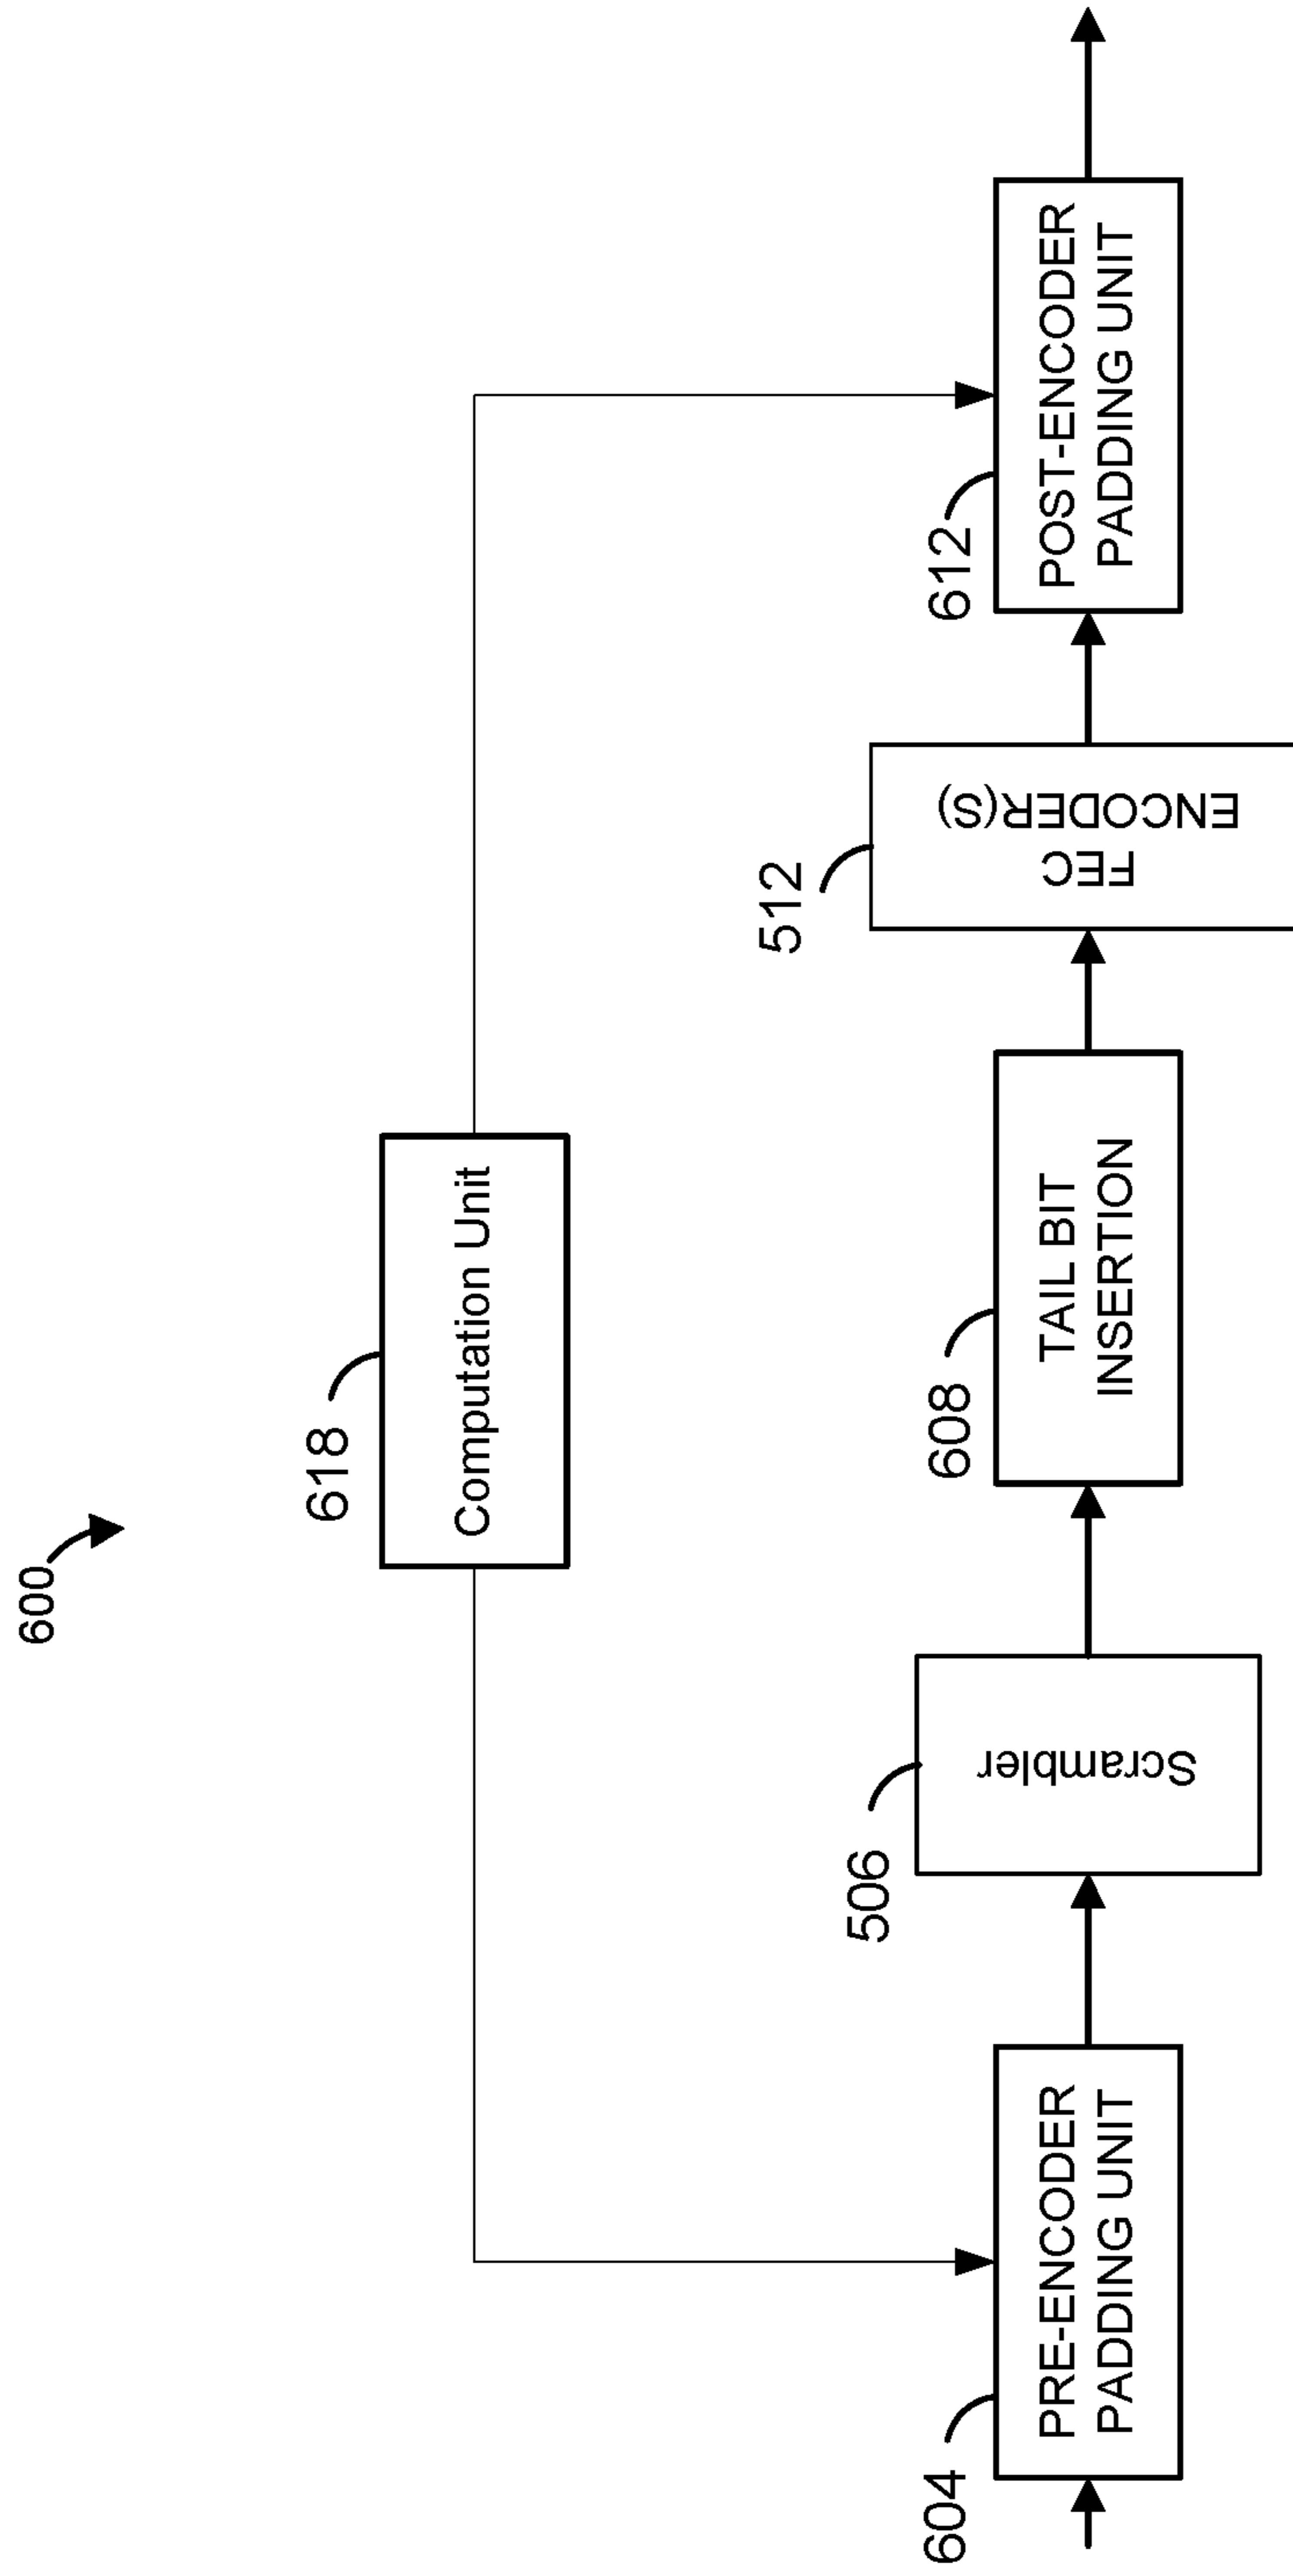 600
618
Computation Unit
604
PRE-ENCODER
PADDING UNIT
506
Scrambler
608
TAIL BIT
INSERTION
512
FEC
ENCODER(S)
612
POST-ENCODER
PADDING UNIT